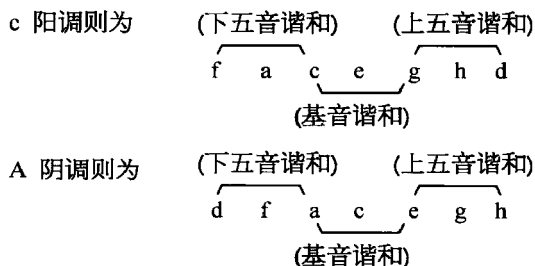 c 阳调则为 (下五音谐和) (上五音谐和)
f a c e g h d
(基音谐和)
A 阴调则为 (下五音谐和) (上五音谐和)
d f a c e g h
(基音谐和)